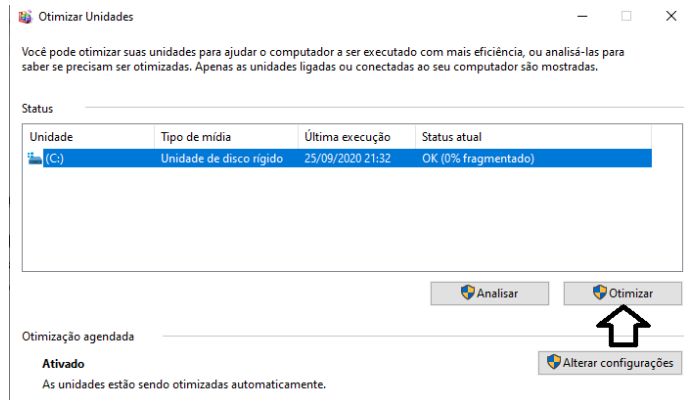 Otimizar Unidades
Você pode otimizar suas unidades para ajudar o computador a ser executado com mais eficiência, ou analisá-las para
saber se precisam ser otimizadas. Apenas as unidades ligadas ou conectadas ao seu computador são mostradas.
Status
Unidade Tipo de mídia Última execução Status atual
(C:) Unidade de disco rígido 25/09/2020 21:32 OK (0% fragmentado)
Analisar Otimizar
Otimização agendada
Ativado Alterar configurações
As unidades estão sendo otimizadas automaticamente.